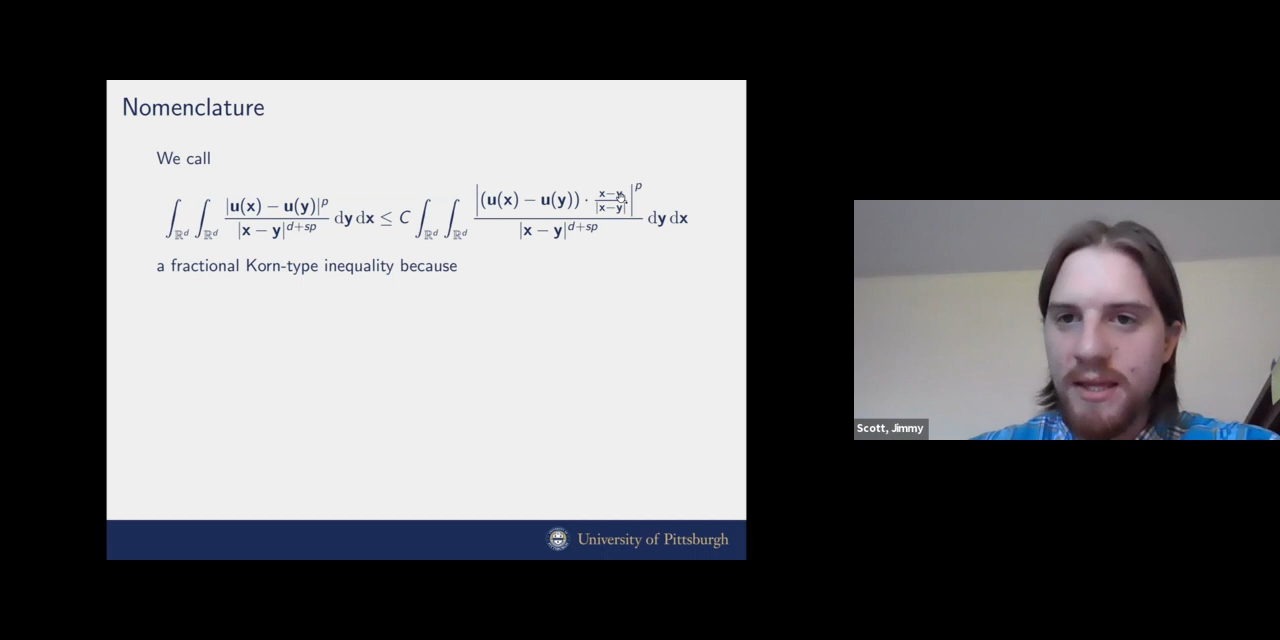 Nomenclature
We call
∫_{ℝ^d} ∫_{ℝ^d} |u(x) − u(y)|^p / |x − y|^{d+sp} dy dx ≤ C ∫_{ℝ^d} ∫_{ℝ^d} |(u(x) − u(y)) · (x−y)/|x−y||^p / |x − y|^{d+sp} dy dx
a fractional Korn-type inequality because
University of Pittsburgh
Scott, Jimmy